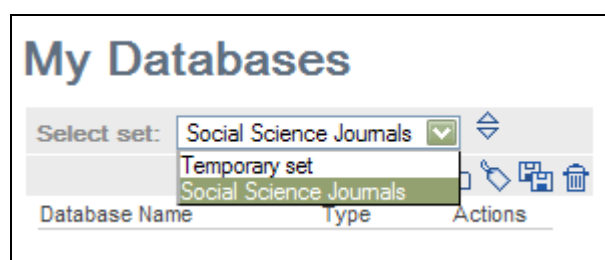 My Databases
Select set: Social Science Journals
Temporary set
Social Science Journals
Database Name Type Actions